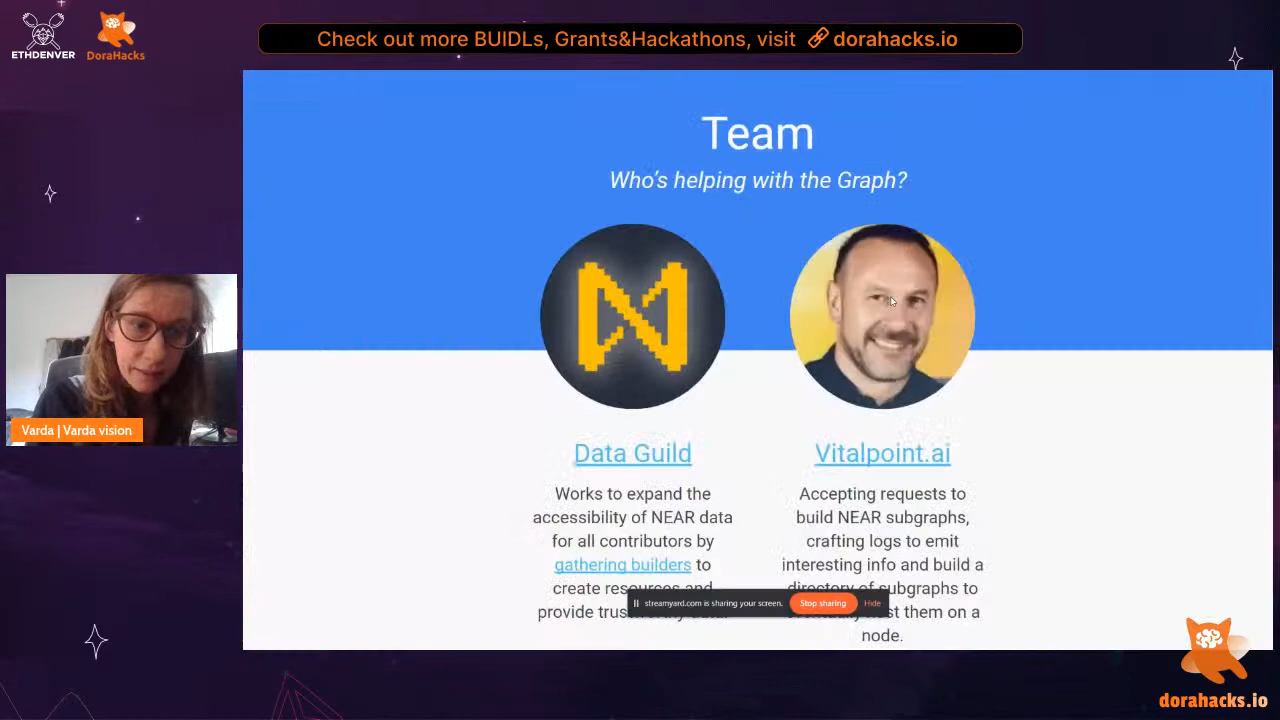 ETHDENVER
DoraHacks
Check out more BUIDLs, Grants&Hackathons, visit dorahacks.io
Team
Who's helping with the Graph?
Varda | Varda vision
Data Guild
Works to expand the
accessibility of NEAR data
for all contributors by
gathering builders to
create resources and
provide trustworthy data.
Vitalpoint.ai
Accepting requests to
build NEAR subgraphs,
crafting logs to emit
interesting info and build a
directory of subgraphs to
them on a
node.
streamyard.com is sharing your screen.
Stop sharing
Hide
dorahacks.io